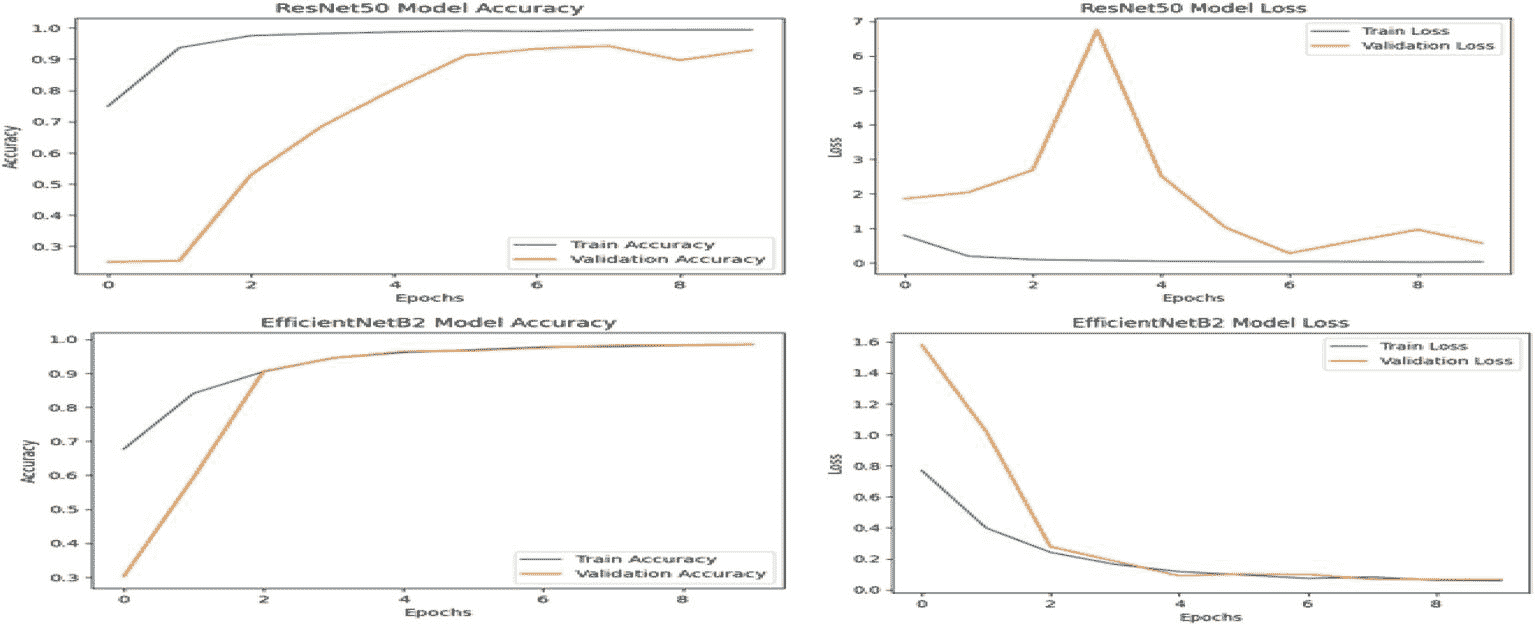 ResNet50 Model Accuracy
1.0
0.9
0.8
0.7
0.6
0.5
0.4
0.3
Accuracy
Train Accuracy
Validation Accuracy
0 2 4 6 8
Epochs
ResNet50 Model Loss
7
6
5
4
3
2
1
0
Loss
Train Loss
Validation Loss
0 2 4 6 8
Epochs
EfficientNetB2 Model Accuracy
1.0
0.9
0.8
0.7
0.6
0.5
0.4
0.3
Accuracy
Train Accuracy
Validation Accuracy
0 2 4 6 8
Epochs
EfficientNetB2 Model Loss
1.6
1.4
1.2
1.0
0.8
0.6
0.4
0.2
0.0
Loss
Train Loss
Validation Loss
0 2 4 6 8
Epochs